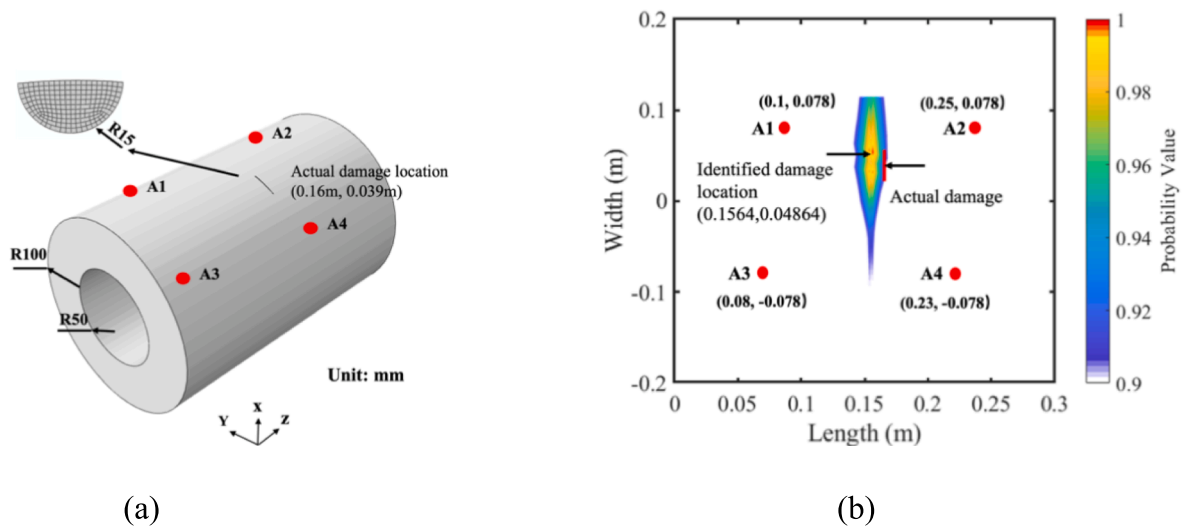 R15
A2
Actual damage location
(0.16m, 0.039m)
A1
A4
R100
A3
R50
Unit: mm
X
Y
Z
(a)
0.2
0.1
0
-0.1
-0.2
Width (m)
(0.1, 0.078)
(0.25, 0.078)
A1
A2
Identified damage
location
(0.1564,0.04864)
Actual damage
A3
A4
(0.08, -0.078)
(0.23, -0.078)
0
0.05
0.1
0.15
0.2
0.25
0.3
Length (m)
1
0.98
0.96
0.94
0.92
0.9
Probability Value
(b)